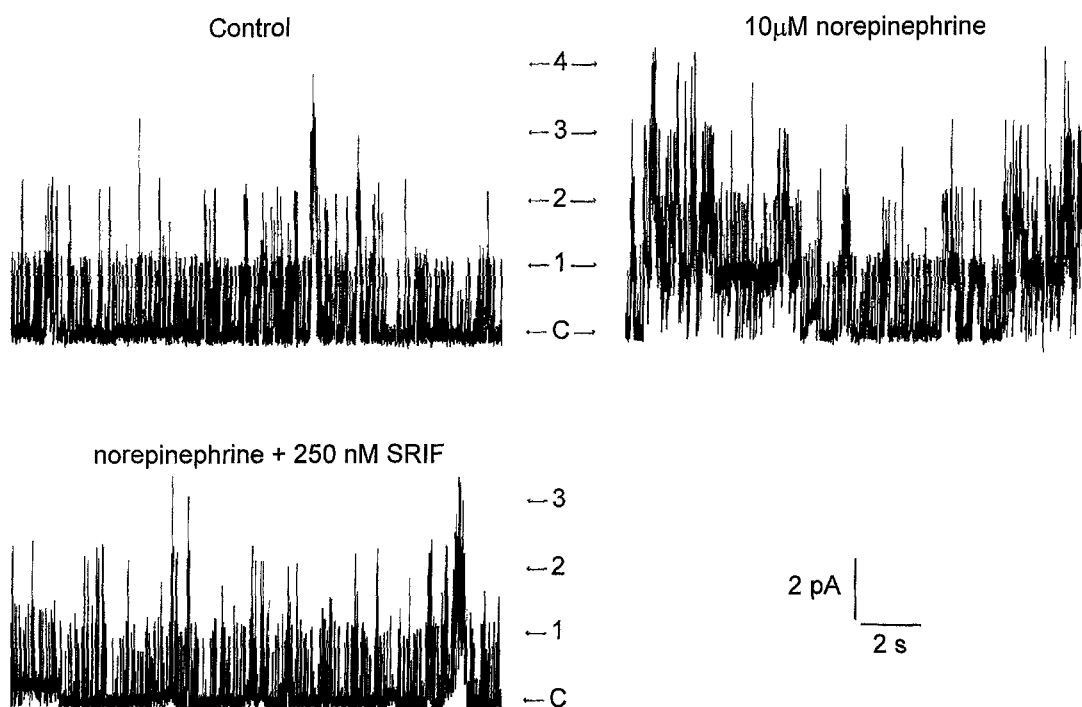 Control
10μM norepinephrine
←4→
←3→
←2→
←1→
←C→
norepinephrine + 250 nM SRIF
←3
←2
←1
←C
2 pA
2 s